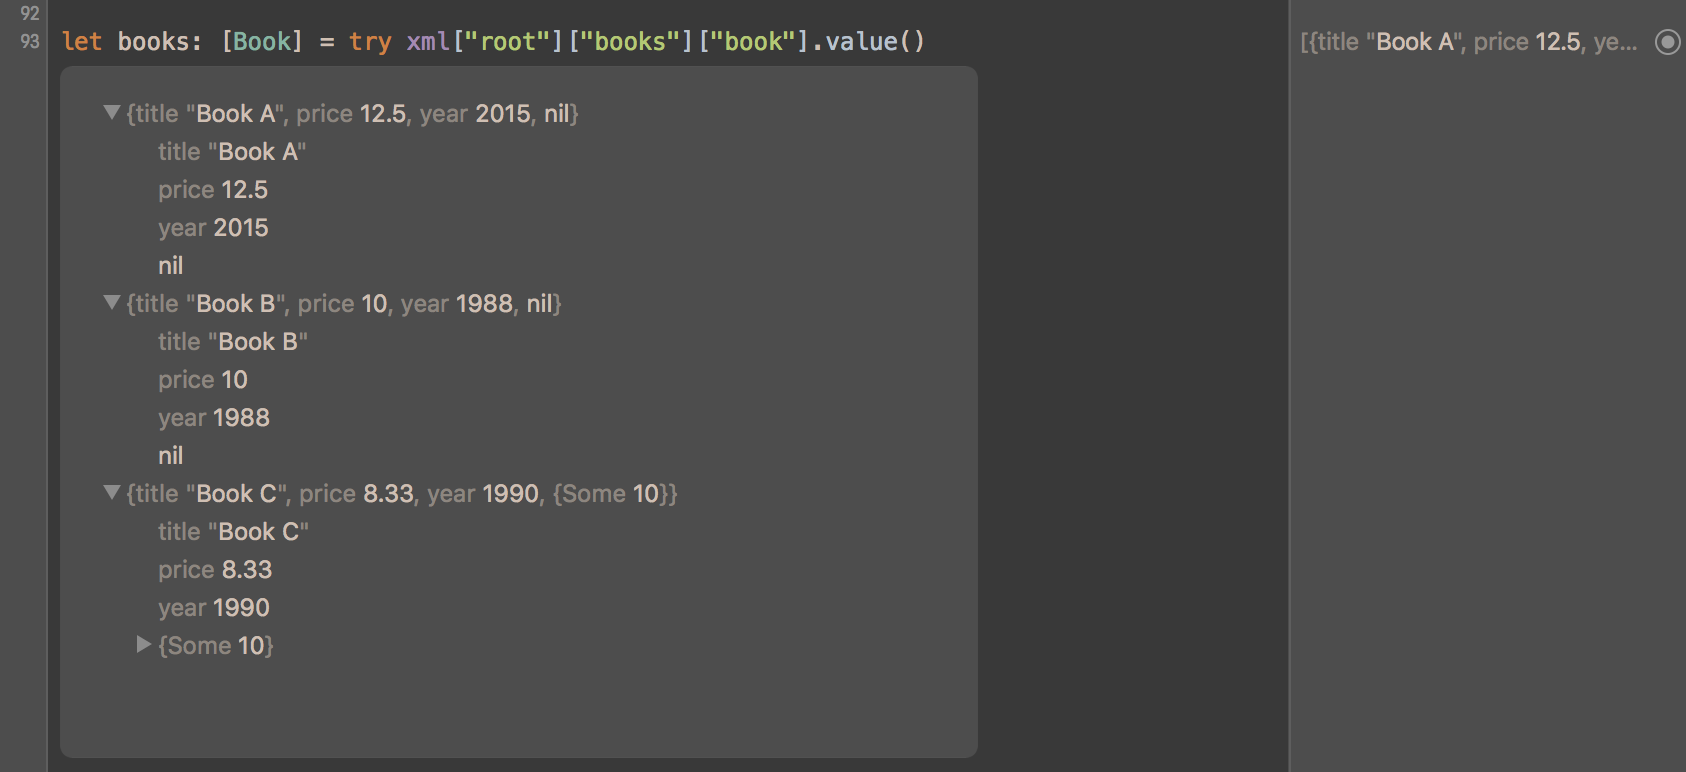 92
93 let books: [Book] = try xml["root"]["books"]["book"].value()
[{title "Book A", price 12.5, ye...
{title "Book A", price 12.5, year 2015, nil}
title "Book A"
price 12.5
year 2015
nil
{title "Book B", price 10, year 1988, nil}
title "Book B"
price 10
year 1988
nil
{title "Book C", price 8.33, year 1990, {Some 10}}
title "Book C"
price 8.33
year 1990
{Some 10}